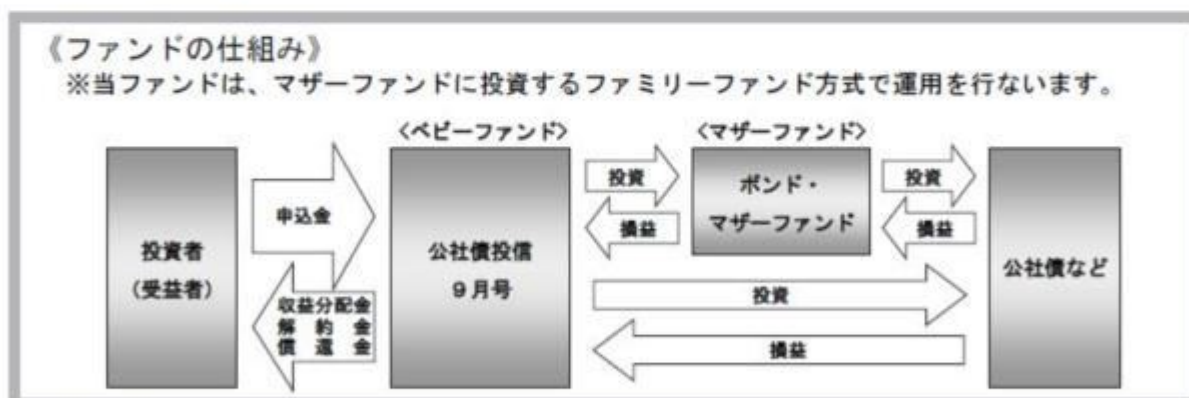 《ファンドの仕組み》
※当ファンドは、マザーファンドに投資するファミリーファンド方式で運用を行ないます。
〈ベビーファンド〉
〈マザーファンド〉
投資者
（受益者）
申込金
収益分配金
解約金
償還金
公社債投信
９月号
投資
損益
ボンド・
マザーファンド
投資
損益
投資
損益
公社債など